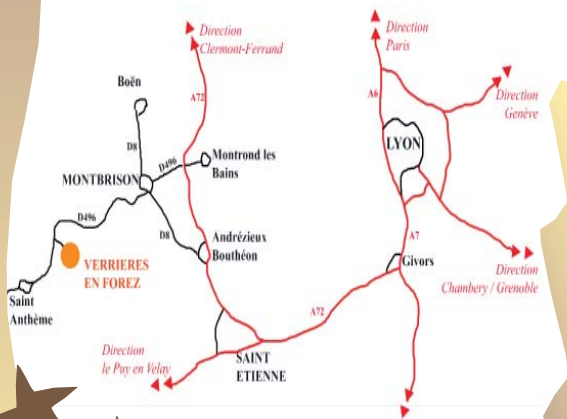 Direction
Clermont-Ferrand
Direction
Paris
Direction
Genève
Boën
A72
A6
D8
D496
Montrond les
Bains
LYON
MONTBRISON
D496
D8
Andrézieux
Bouthéon
A7
VERRIERES
EN FOREZ
Givors
Direction
Chambery / Grenoble
Saint
Anthème
A72
Direction
le Puy en Velay
SAINT
ETIENNE